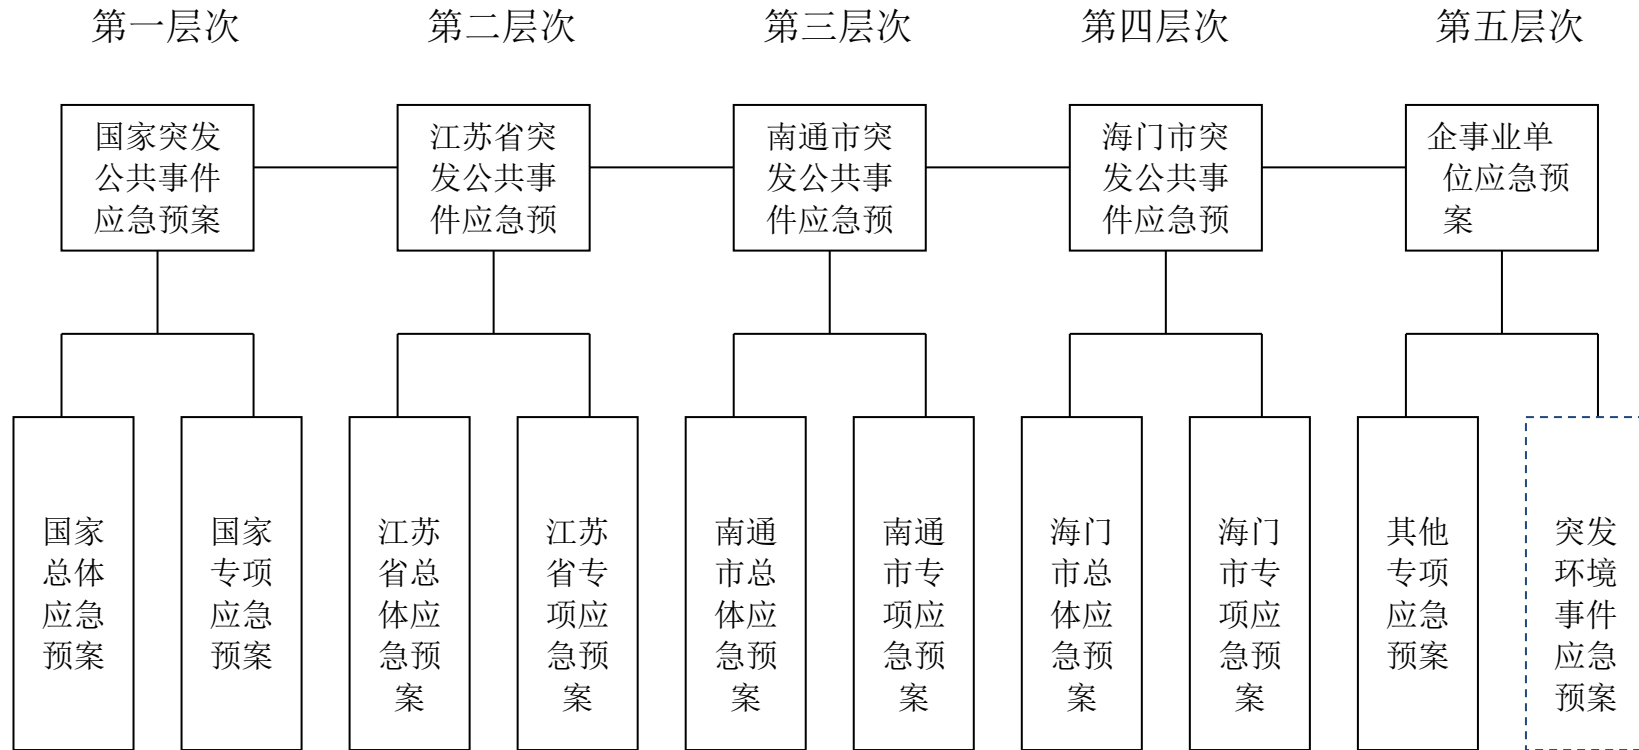 第一层次
第二层次
第三层次
第四层次
第五层次
国家突发
公共事件
应急预案
江苏省突
发公共事
件应急预
南通市突
发公共事
件应急预
海门市突
发公共事
件应急预
企事业单
位应急预
案
国家
总体
应急
预案
国家
专项
应急
预案
江苏
省总
体应
急预
案
江苏
省专
项应
急预
案
南通
市总
体应
急预
案
南通
市专
项应
急预
案
海门
市总
体应
急预
案
海门
市专
项应
急预
案
其他
专项
应急
预案
突发
环境
事件
应急
预案